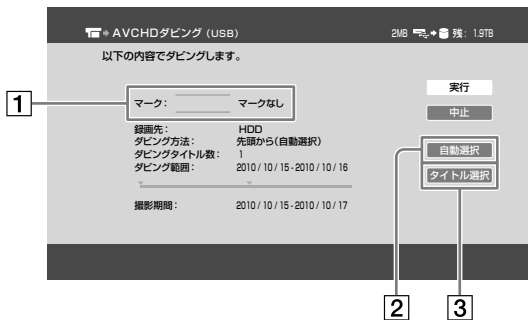 AVCHDダビング (USB)
2MB 残: 1.9TB
以下の内容でダビングします。
実行
1
マーク: マークなし
中止
録画先: HDD
ダビング方法: 先頭から(自動選択)
ダビングタイトル数: 1
自動選択
ダビング範囲: 2010/10/15-2010/10/16
タイトル選択
撮影期間: 2010/10/15-2010/10/17
2
3